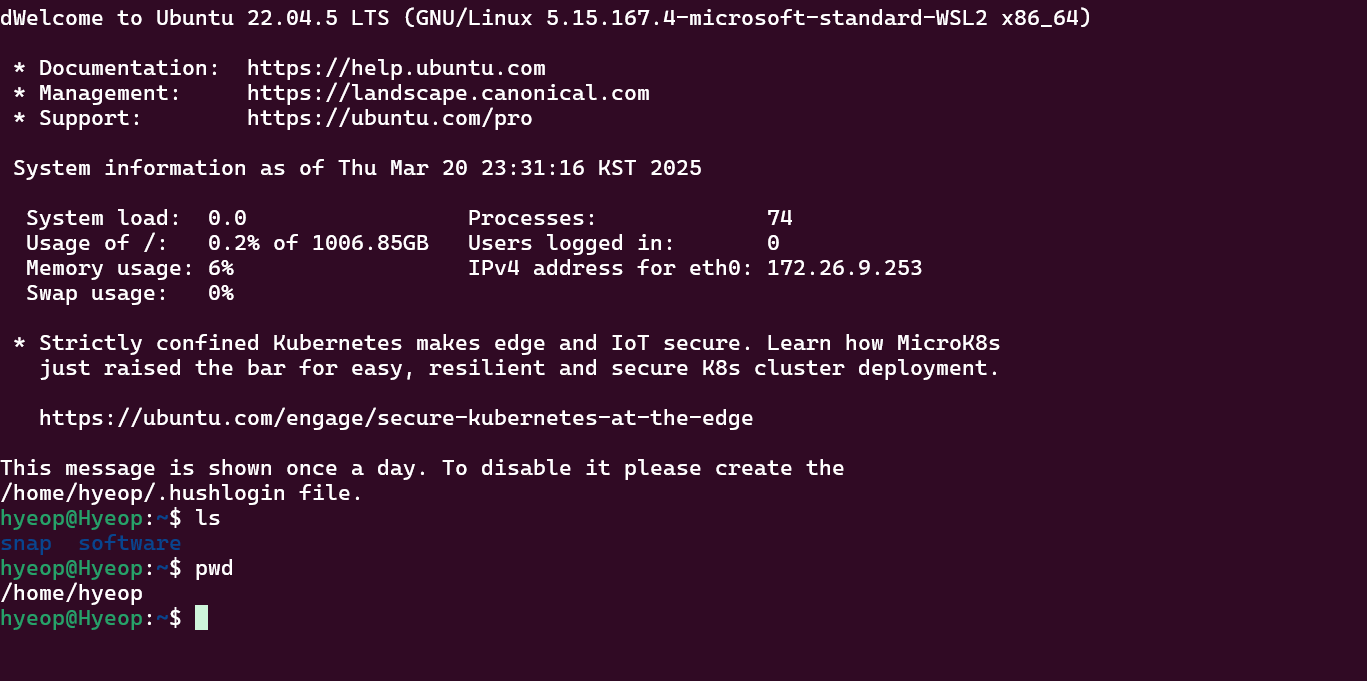 dWelcome to Ubuntu 22.04.5 LTS (GNU/Linux 5.15.167.4-microsoft-standard-WSL2 x86_64)
* Documentation:  https://help.ubuntu.com
* Management:     https://landscape.canonical.com
* Support:        https://ubuntu.com/pro
System information as of Thu Mar 20 23:31:16 KST 2025
System load:  0.0                 Processes:             74
Usage of /:   0.2% of 1006.85GB   Users logged in:       0
Memory usage: 6%                  IPv4 address for eth0: 172.26.9.253
Swap usage:   0%
* Strictly confined Kubernetes makes edge and IoT secure. Learn how MicroK8s
just raised the bar for easy, resilient and secure K8s cluster deployment.
https://ubuntu.com/engage/secure-kubernetes-at-the-edge
This message is shown once a day. To disable it please create the
/home/hyeop/.hushlogin file.
hyeop@Hyeop:~$ ls
snap  software
hyeop@Hyeop:~$ pwd
/home/hyeop
hyeop@Hyeop:~$